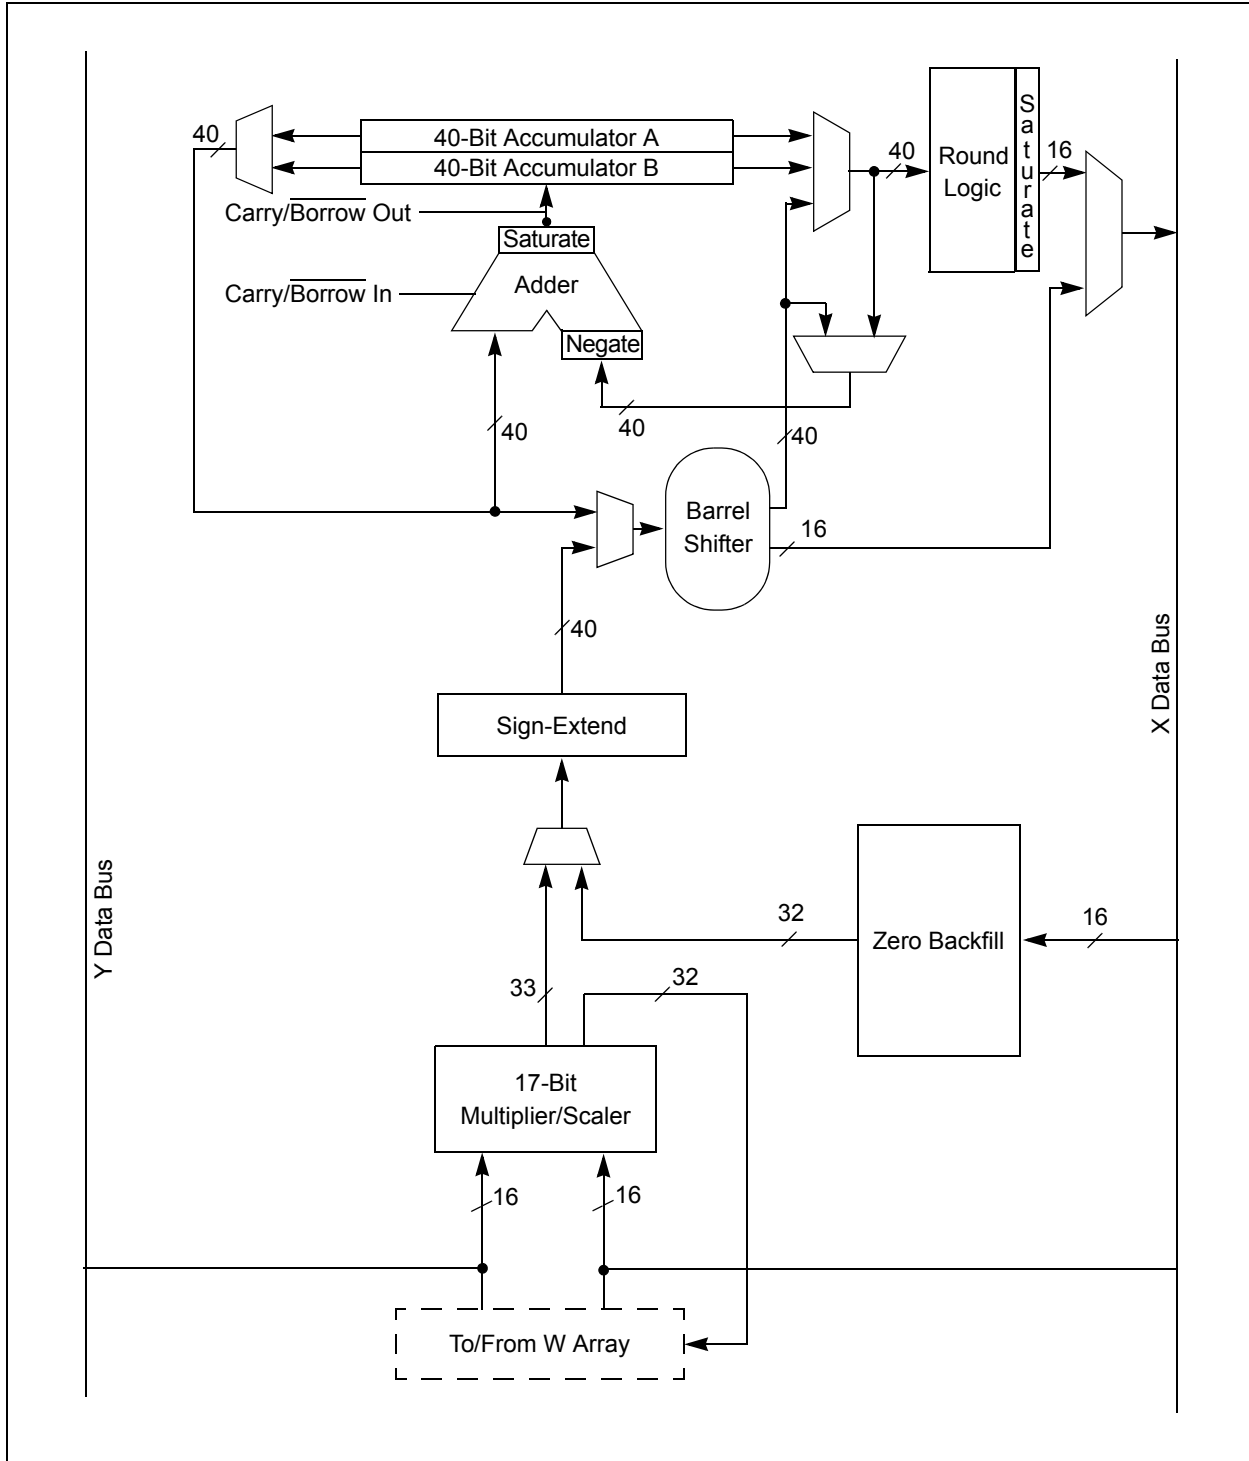 40
40-Bit Accumulator A
40-Bit Accumulator B
40
Round
Logic
Saturate
16
Carry/Borrow Out
Saturate
Carry/Borrow In
Adder
Negate
40
40
40
Barrel
Shifter
16
40
Sign-Extend
X Data Bus
Y Data Bus
32
Zero Backfill
16
33
32
17-Bit
Multiplier/Scaler
16
16
To/From W Array